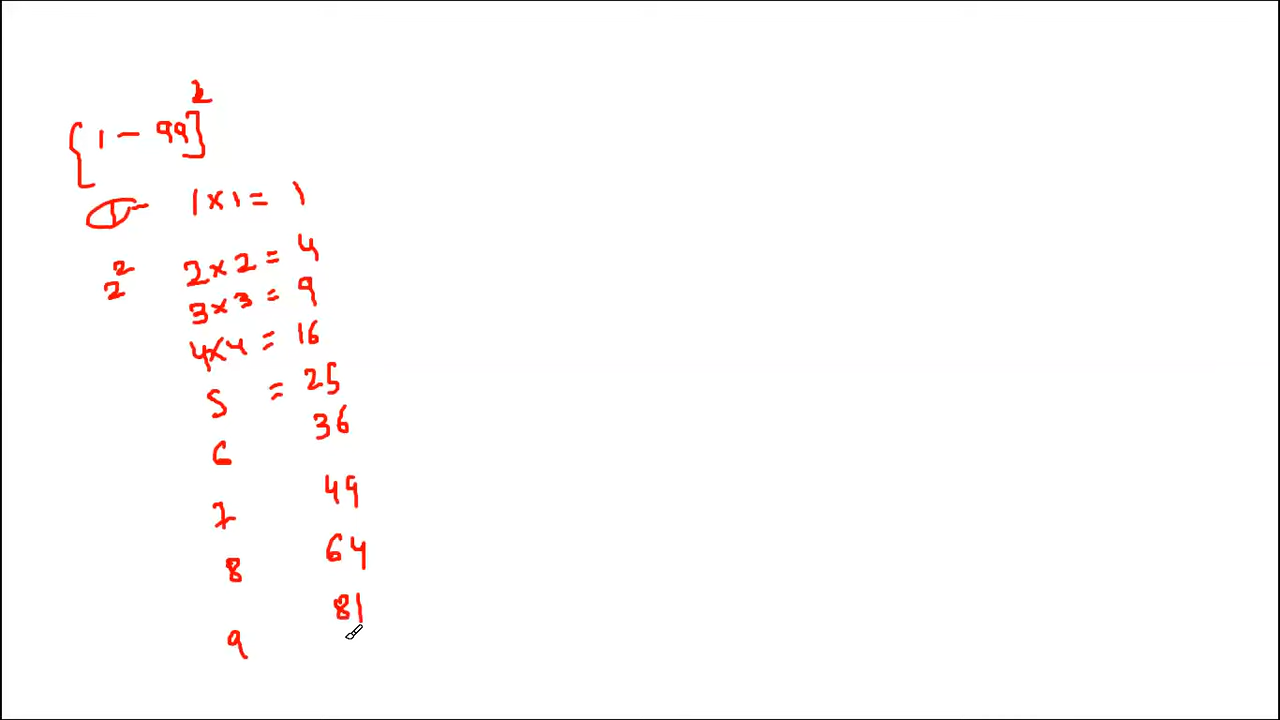 {1 - 99]²
1 × 1 = 1
2² 2 × 2 = 4
3 × 3 = 9
4 × 4 = 16
5 = 25
6 36
7 49
8 64
9 81